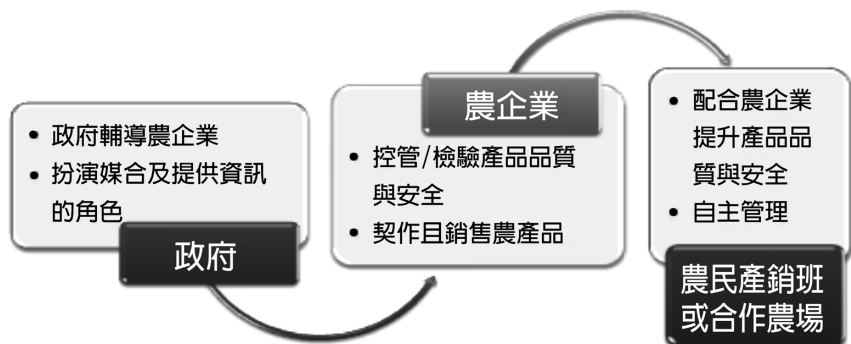 • 政府輔導農企業
• 扮演媒合及提供資訊
的角色
政府
農企業
• 控管/檢驗產品品質
與安全
• 契作且銷售農產品
• 配合農企業
提升產品品
質與安全
• 自主管理
農民產銷班
或合作農場